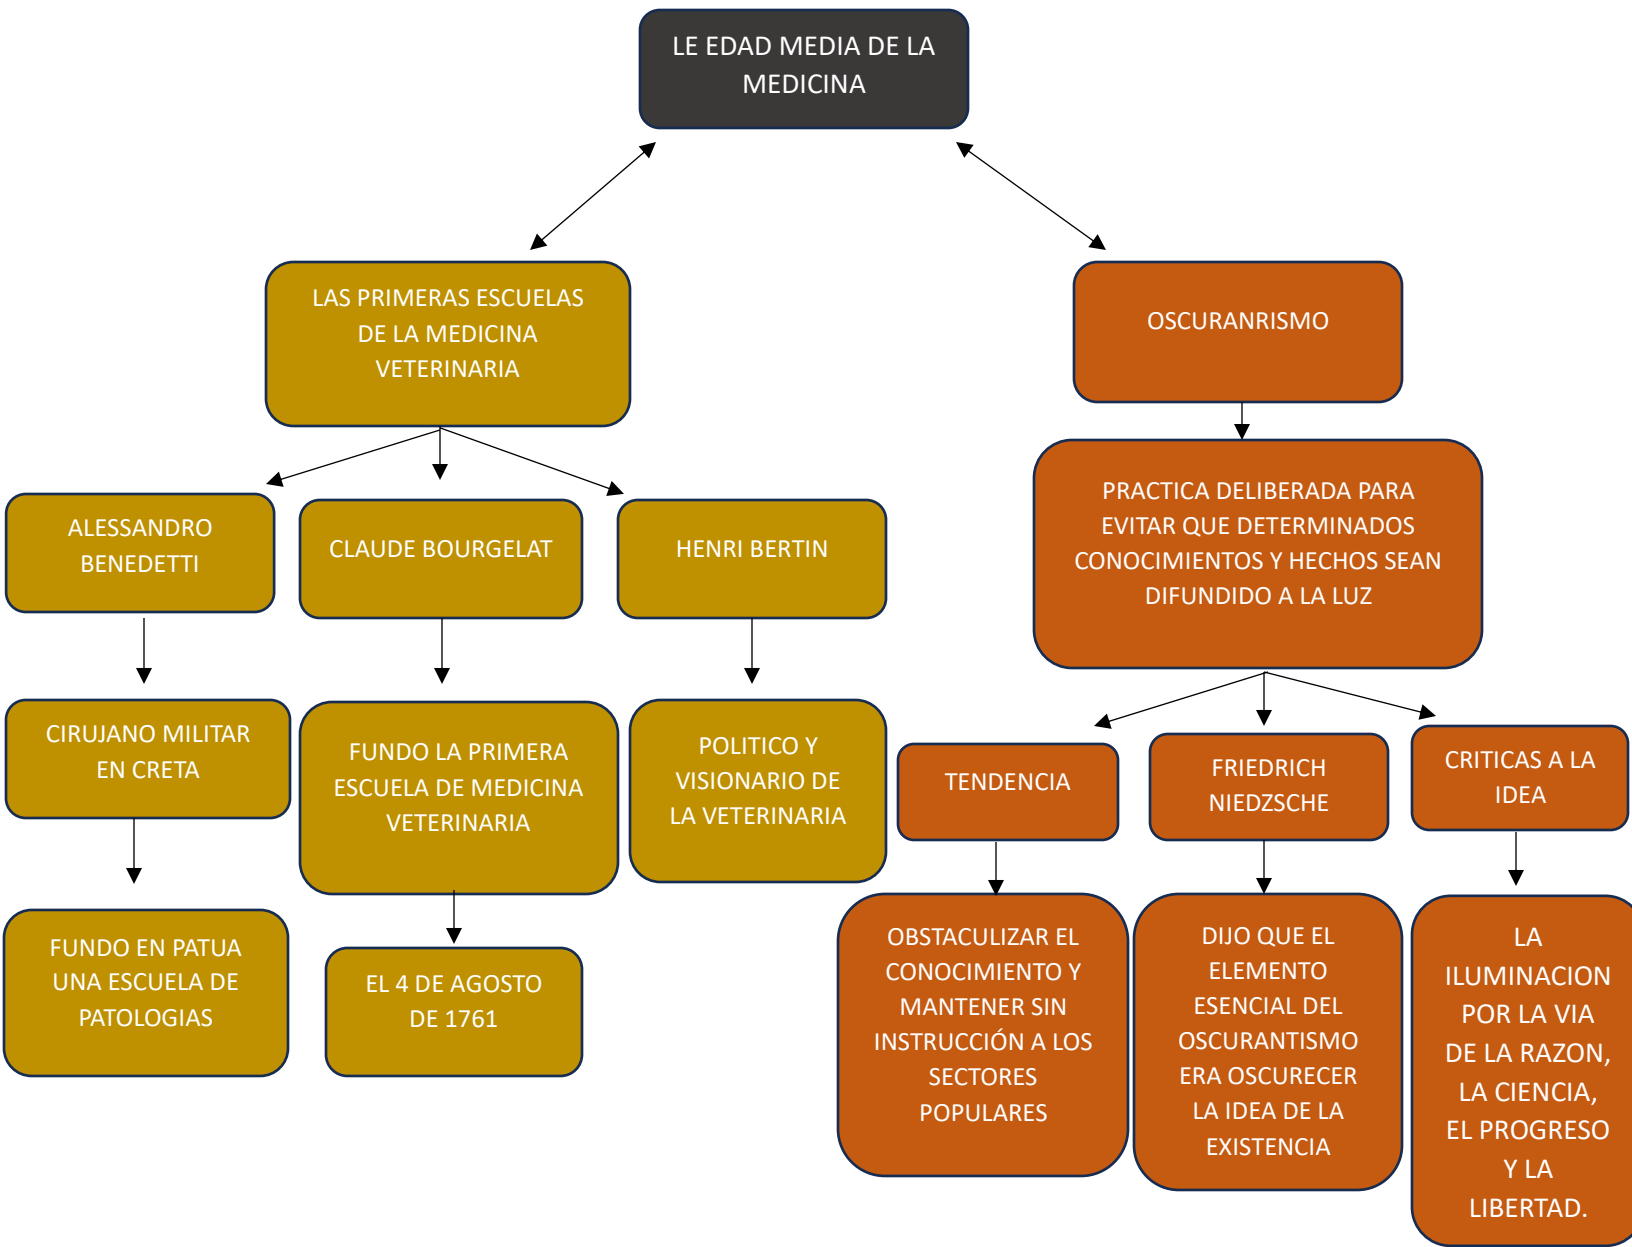 LE EDAD MEDIA DE LA
MEDICINA
LAS PRIMERAS ESCUELAS
DE LA MEDICINA
VETERINARIA
OSCURANRISMO
ALESSANDRO
BENEDETTI
CLAUDE BOURGELAT
HENRI BERTIN
PRACTICA DELIBERADA PARA
EVITAR QUE DETERMINADOS
CONOCIMIENTOS Y HECHOS SEAN
DIFUNDIDO A LA LUZ
CIRUJANO MILITAR
EN CRETA
FUNDO LA PRIMERA
ESCUELA DE MEDICINA
VETERINARIA
POLITICO Y
VISIONARIO DE
LA VETERINARIA
TENDENCIA
FRIEDRICH
NIEDZSCHE
CRITICAS A LA
IDEA
FUNDO EN PATUA
UNA ESCUELA DE
PATOLOGIAS
EL 4 DE AGOSTO
DE 1761
OBSTACULIZAR EL
CONOCIMIENTO Y
MANTENER SIN
INSTRUCCIÓN A LOS
SECTORES
POPULARES
DIJO QUE EL
ELEMENTO
ESENCIAL DEL
OSCURANTISMO
ERA OSCURECER
LA IDEA DE LA
EXISTENCIA
LA
ILUMINACION
POR LA VIA
DE LA RAZON,
LA CIENCIA,
EL PROGRESO
Y LA
LIBERTAD.